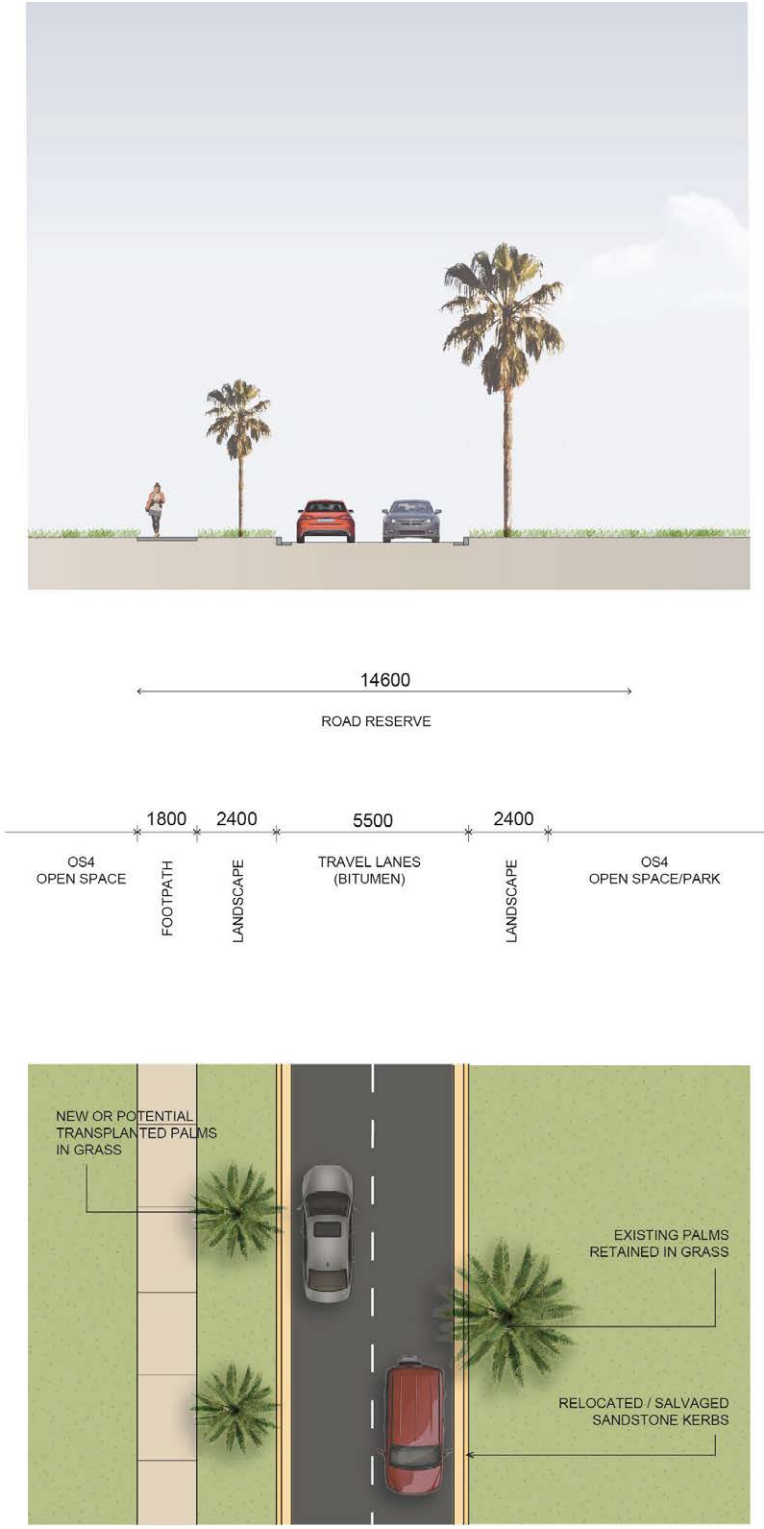 14600
ROAD RESERVE
1800
2400
5500
2400
OS4
OPEN SPACE
FOOTPATH
LANDSCAPE
TRAVEL LANES
(BITUMEN)
LANDSCAPE
OS4
OPEN SPACE/PARK
NEW OR POTENTIAL
TRANSPLANTED PALMS
IN GRASS
EXISTING PALMS
RETAINED IN GRASS
RELOCATED / SALVAGED
SANDSTONE KERBS